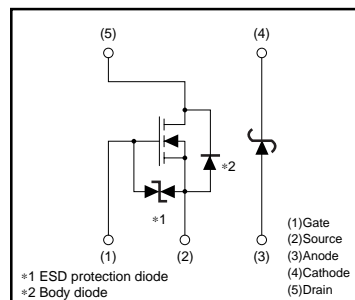 (5)
(4)
∗2
∗1
(1)
(2)
(3)
(1)Gate
(2)Source
(3)Anode
(4)Cathode
(5)Drain
∗1 ESD protection diode
∗2 Body diode